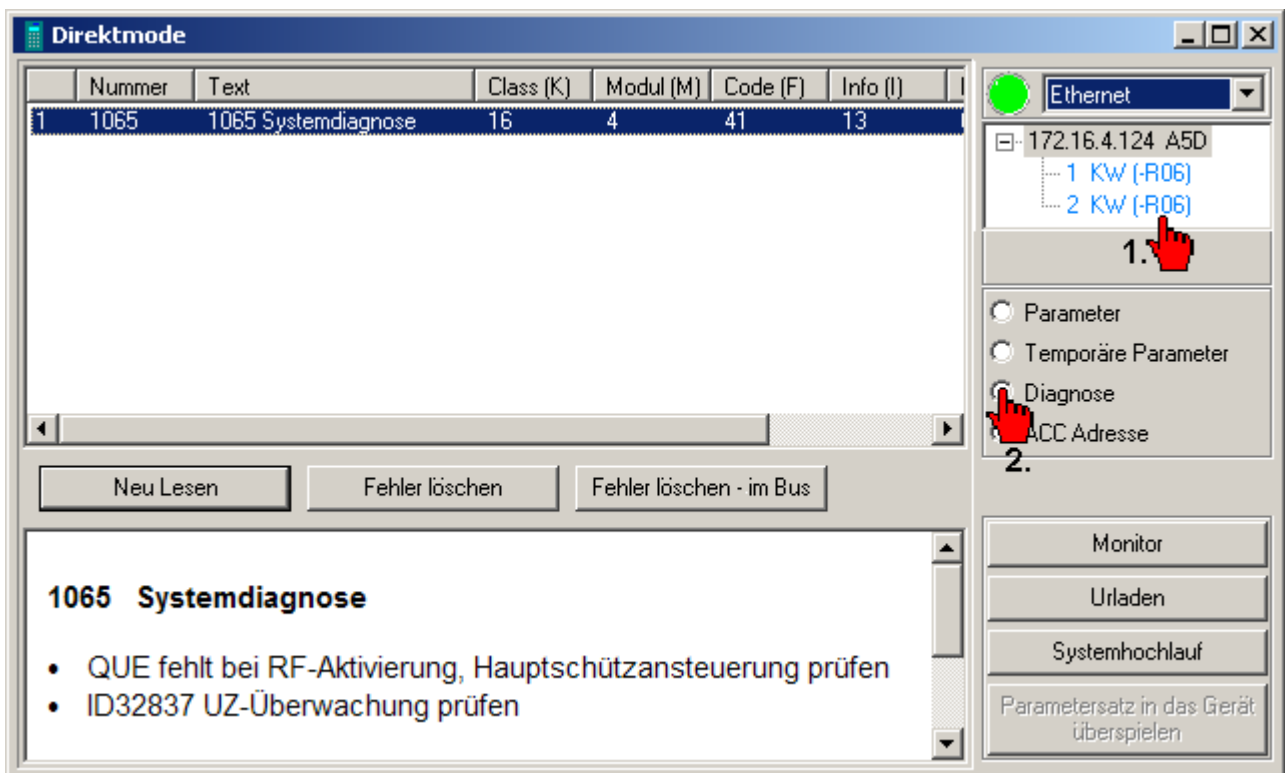 Direktmode
Nummer Text Class (K) Modul (M) Code (F) Info (I)
1 1065 1065 Systemdiagnose 16 4 41 13
Ethernet
172.16.4.124 A5D
1 KW (-R06)
2 KW (-R06)
1.
Parameter
Temporäre Parameter
Diagnose
ACC Adresse
2.
Neu Lesen Fehler löschen Fehler löschen - im Bus
1065 Systemdiagnose
• QUE fehlt bei RF-Aktivierung, Hauptschützansteuerung prüfen
• ID32837 UZ-Überwachung prüfen
Monitor
Urladen
Systemhochlauf
Parametersatz in das Gerät
überspielen